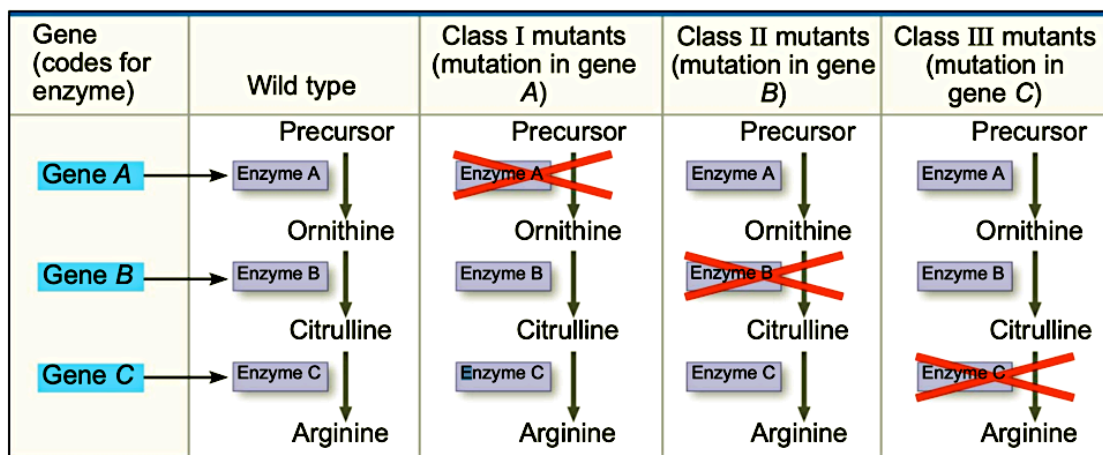 Gene
(codes for
enzyme)
Wild type
Class I mutants
(mutation in gene
A)
Class II mutants
(mutation in gene
B)
Class III mutants
(mutation in
gene C)
Precursor
Precursor
Precursor
Precursor
Gene A
Enzyme A
Enzyme A
Enzyme A
Enzyme A
Ornithine
Ornithine
Ornithine
Ornithine
Gene B
Enzyme B
Enzyme B
Enzyme B
Enzyme B
Citrulline
Citrulline
Citrulline
Citrulline
Gene C
Enzyme C
Enzyme C
Enzyme C
Enzyme C
Arginine
Arginine
Arginine
Arginine